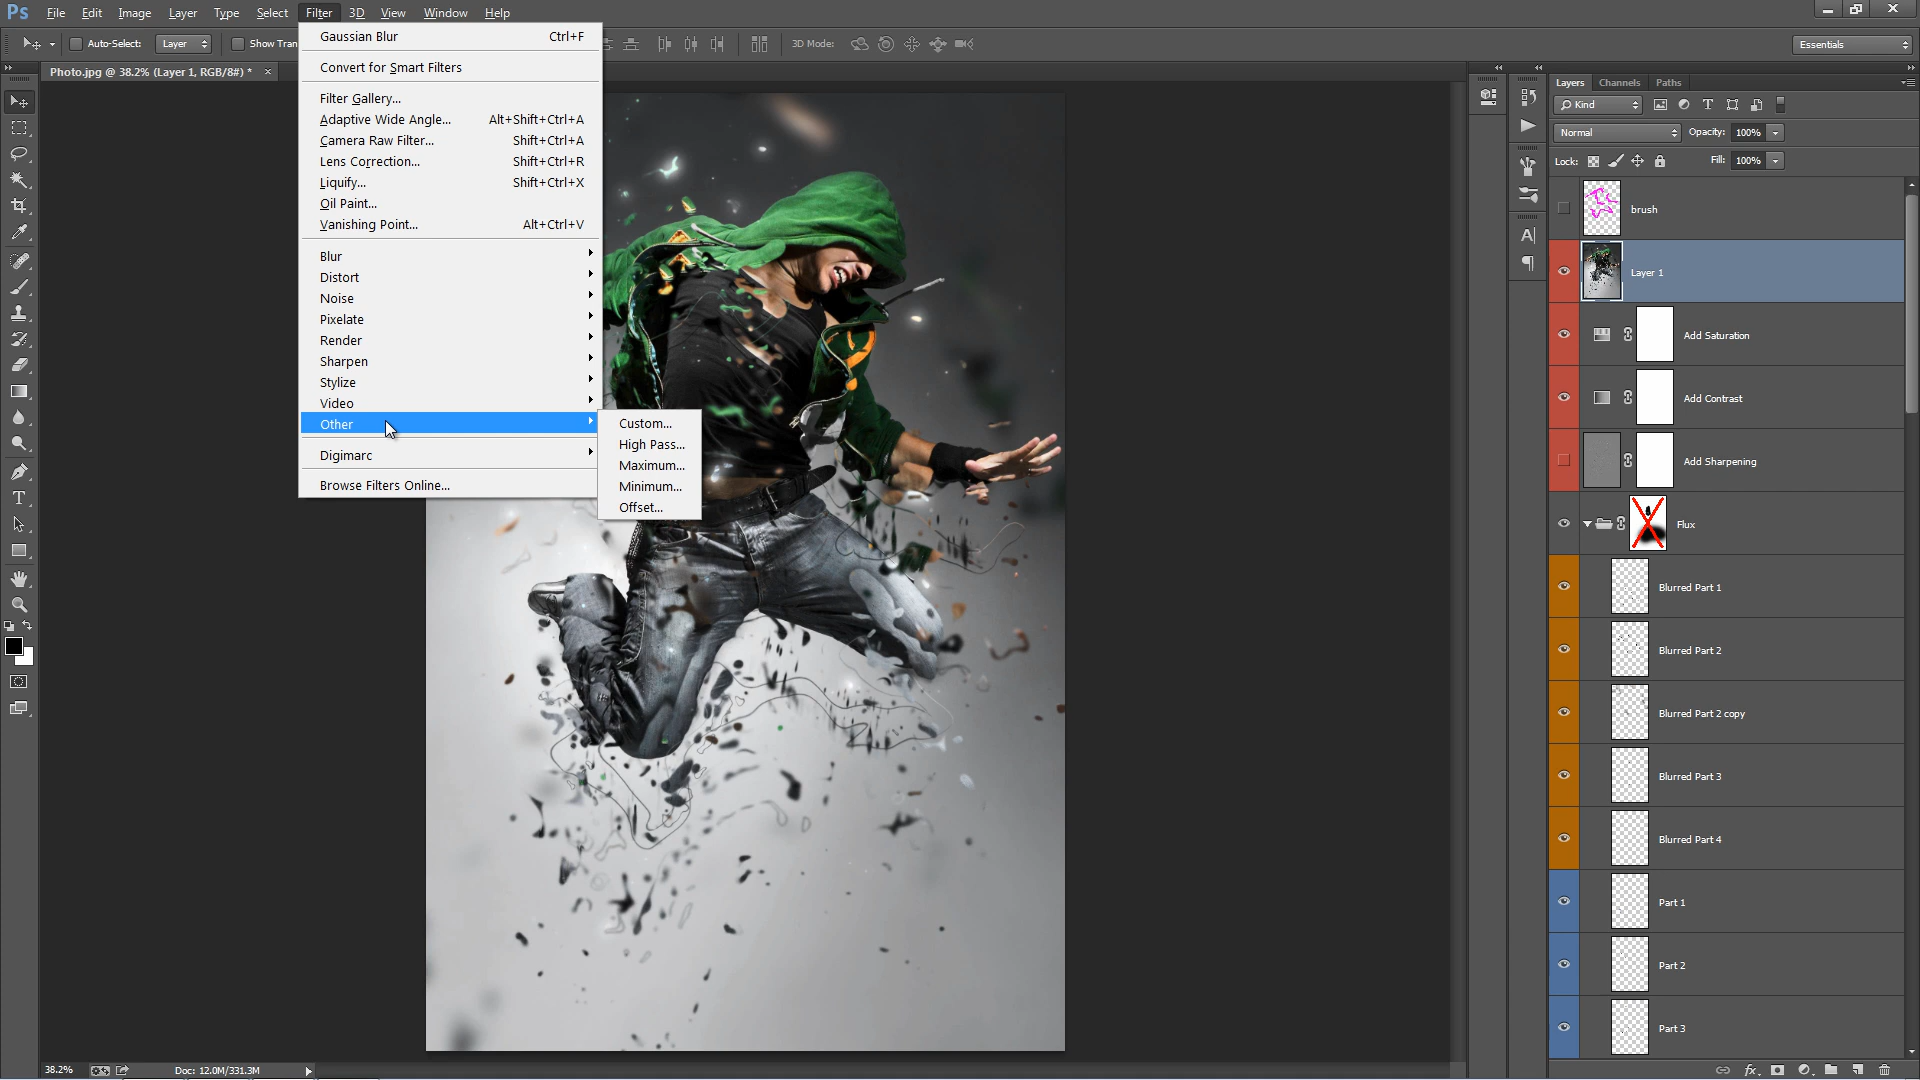 Ps File Edit Image Layer Type Select Filter 3D View Window Help
Auto-Select: Layer Show Tran 3D Mode: Essentials
Photo.jpg @ 38.2% (Layer 1, RGB/8#) * ×
Gaussian Blur Ctrl+F
Convert for Smart Filters
Filter Gallery...
Adaptive Wide Angle... Alt+Shift+Ctrl+A
Camera Raw Filter... Shift+Ctrl+A
Lens Correction... Shift+Ctrl+R
Liquify... Shift+Ctrl+X
Oil Paint...
Vanishing Point... Alt+Ctrl+V
Blur
Distort
Noise
Pixelate
Render
Sharpen
Stylize
Video
Other
Digimarc
Browse Filters Online...
Custom...
High Pass...
Maximum...
Minimum...
Offset...
Layers Channels Paths
Kind
Normal Opacity: 100%
Lock: Fill: 100%
brush
Layer 1
Add Saturation
Add Contrast
Add Sharpening
Flux
Blurred Part 1
Blurred Part 2
Blurred Part 2 copy
Blurred Part 3
Blurred Part 4
Part 1
Part 2
Part 3
38.2% Doc: 12.0M/331.3M